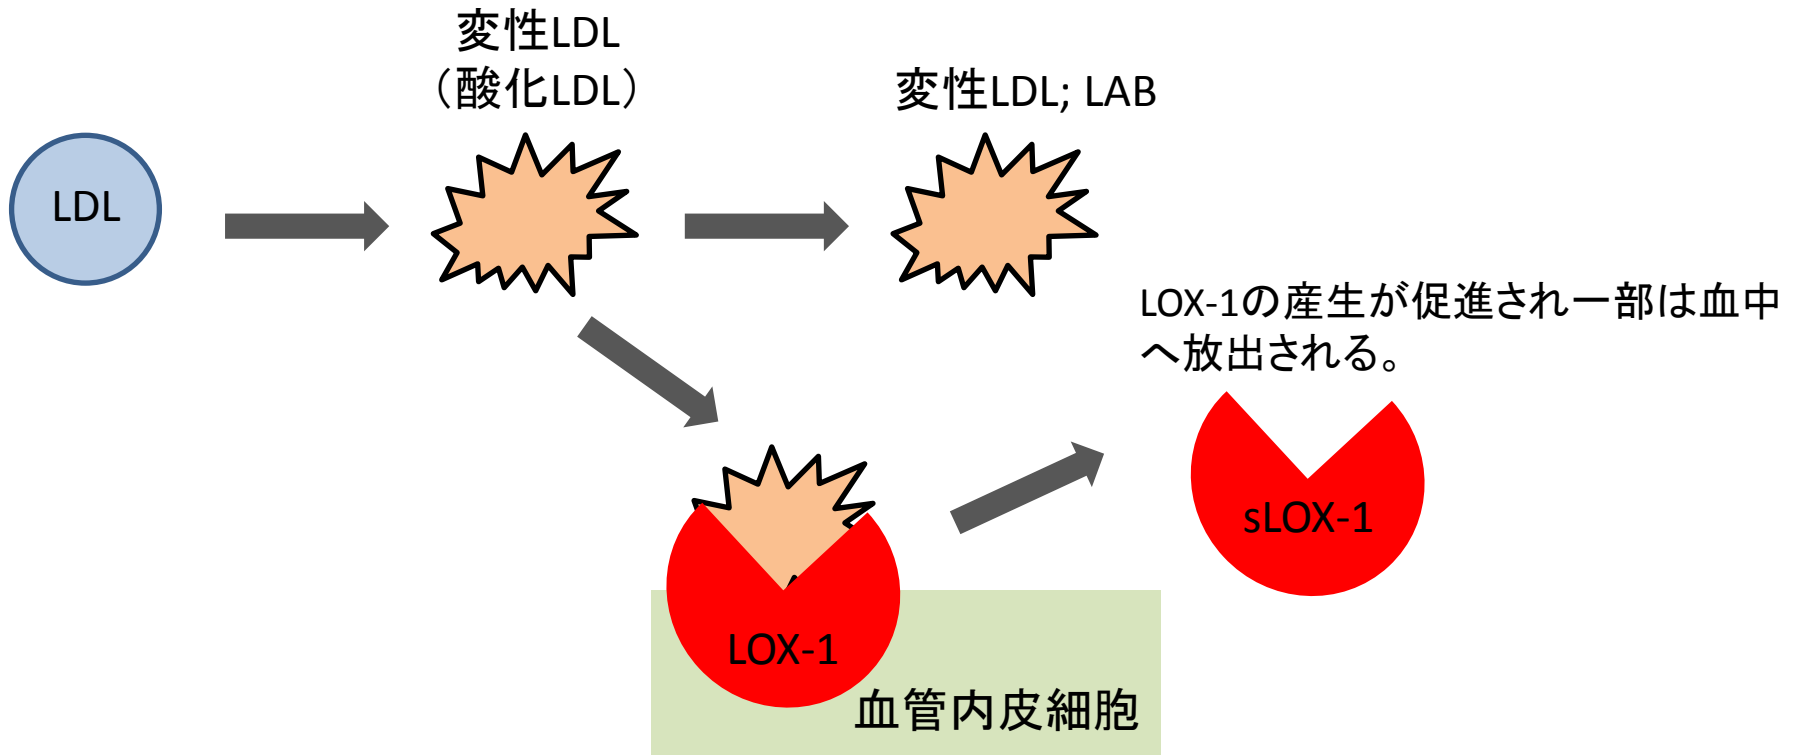 変性LDL
（酸化LDL）
変性LDL; LAB
LDL
LOX-1の産生が促進され一部は血中
へ放出される。
sLOX-1
LOX-1
血管内皮細胞